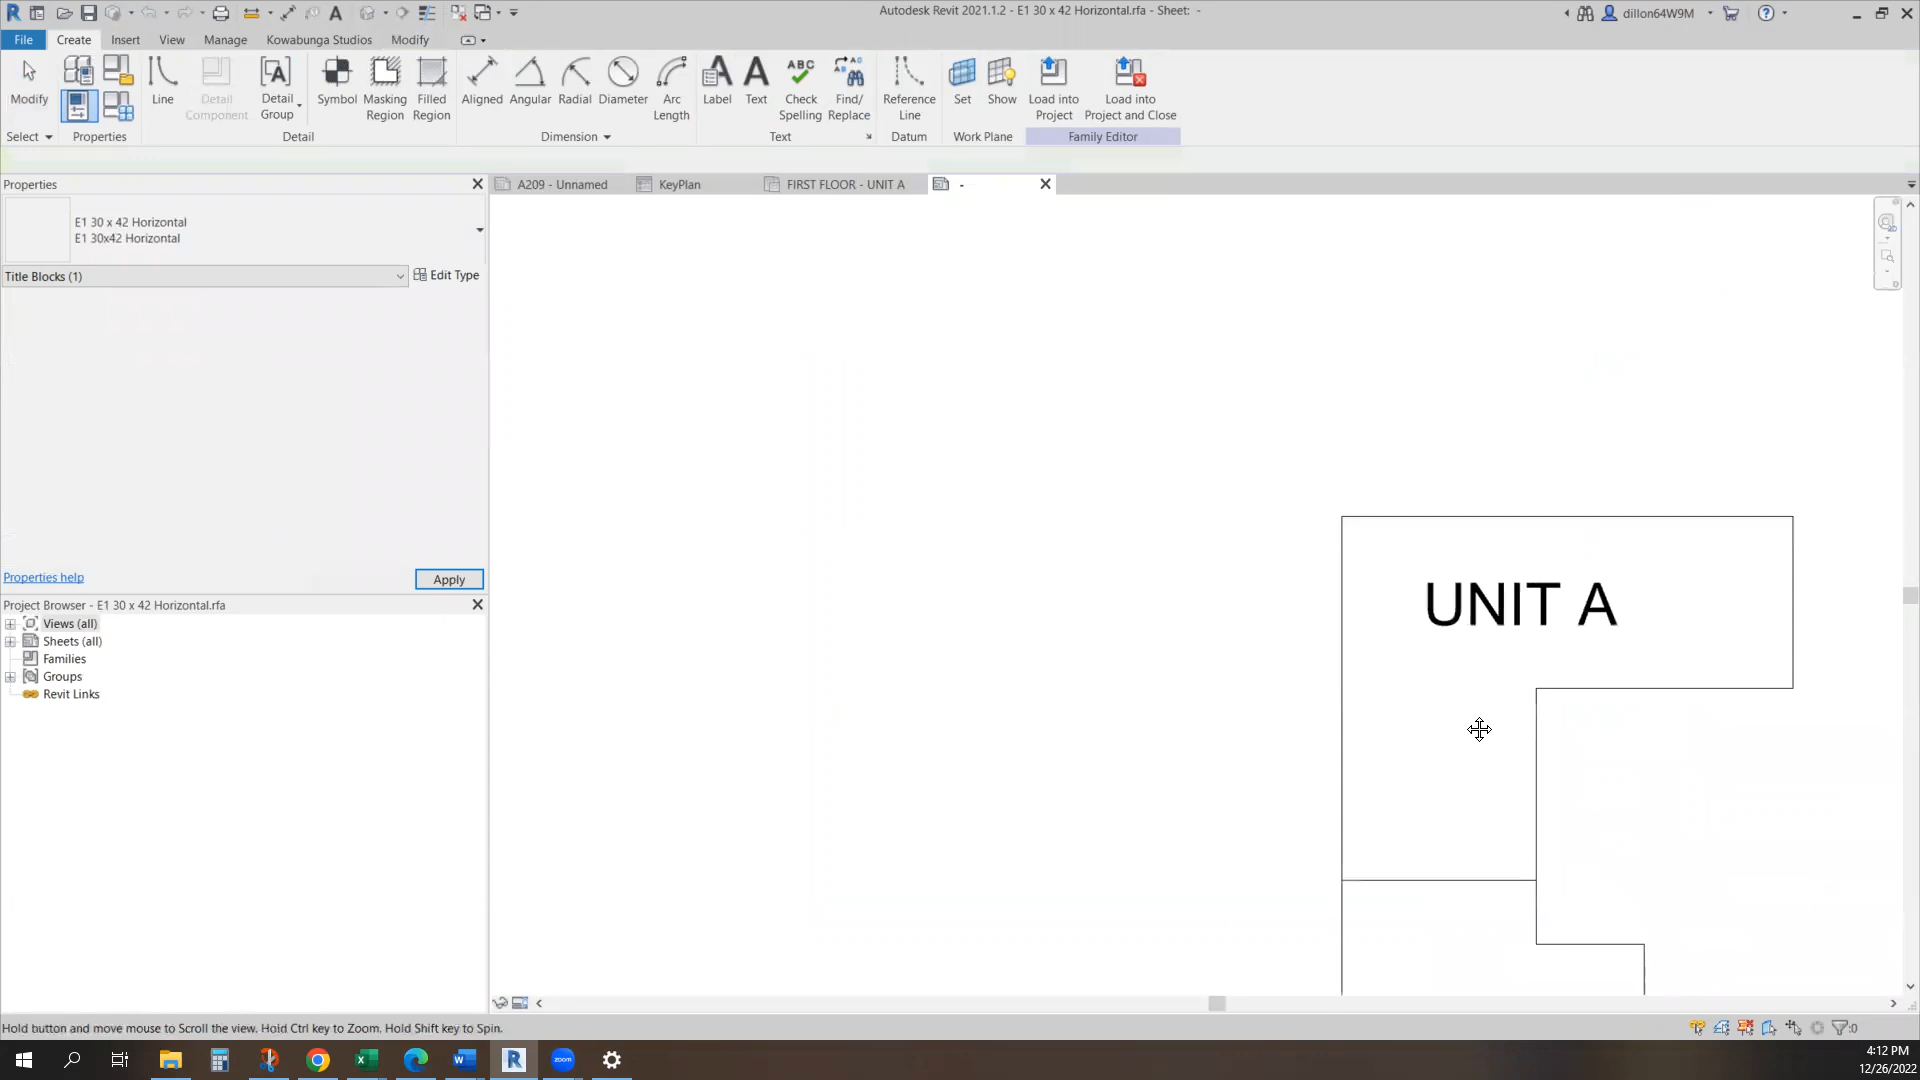 Autodesk Revit 2021.1.2 - E1 30 x 42 Horizontal.rfa - Sheet: -
dillon64W9M
File Create Insert View Manage Kowabunga Studios Modify
Modify
Line
Detail Component
Detail Group
Symbol
Masking Region
Filled Region
Aligned
Angular
Radial
Diameter
Arc Length
Label
Text
ABC
Check Spelling
Find/ Replace
Reference Line
Set
Show
Load into Project
Load into Project and Close
Select Properties Detail Dimension Text Datum Work Plane Family Editor
Properties
A209 - Unnamed
KeyPlan
FIRST FLOOR - UNIT A
-
E1 30 x 42 Horizontal
E1 30x42 Horizontal
Title Blocks (1)
Edit Type
UNIT A
Properties help
Apply
Project Browser - E1 30 x 42 Horizontal.rfa
Views (all)
Sheets (all)
Families
Groups
Revit Links
Hold button and move mouse to Scroll the view. Hold Ctrl key to Zoom. Hold Shift key to Spin.
:0
zoom
4:12 PM
12/26/2022